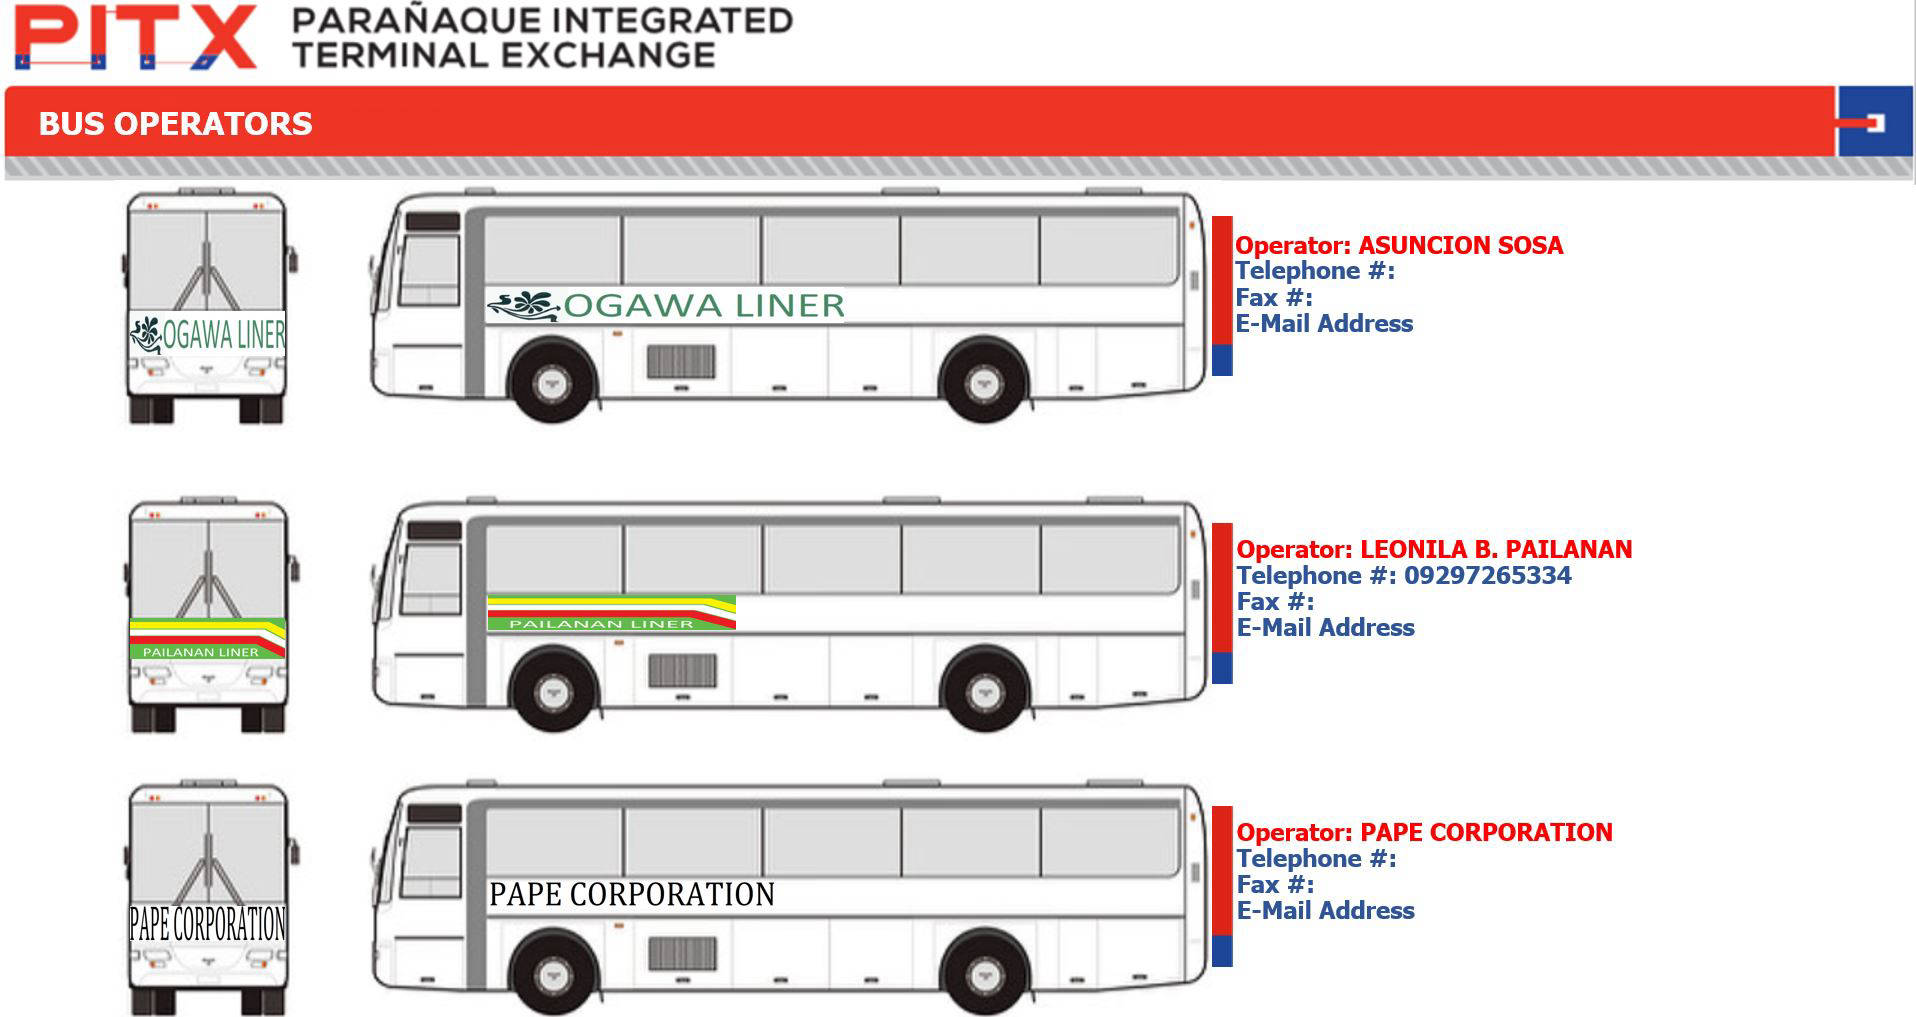 PITX PARAÑAQUE INTEGRATED
TERMINAL EXCHANGE
BUS OPERATORS
OGAWA LINER
OGAWA LINER
Operator: ASUNCION SOSA
Telephone #:
Fax #:
E-Mail Address
PAILANAN LINER
PAILANAN LINER
Operator: LEONILA B. PAILANAN
Telephone #: 09297265334
Fax #:
E-Mail Address
PAPE CORPORATION
PAPE CORPORATION
Operator: PAPE CORPORATION
Telephone #:
Fax #:
E-Mail Address